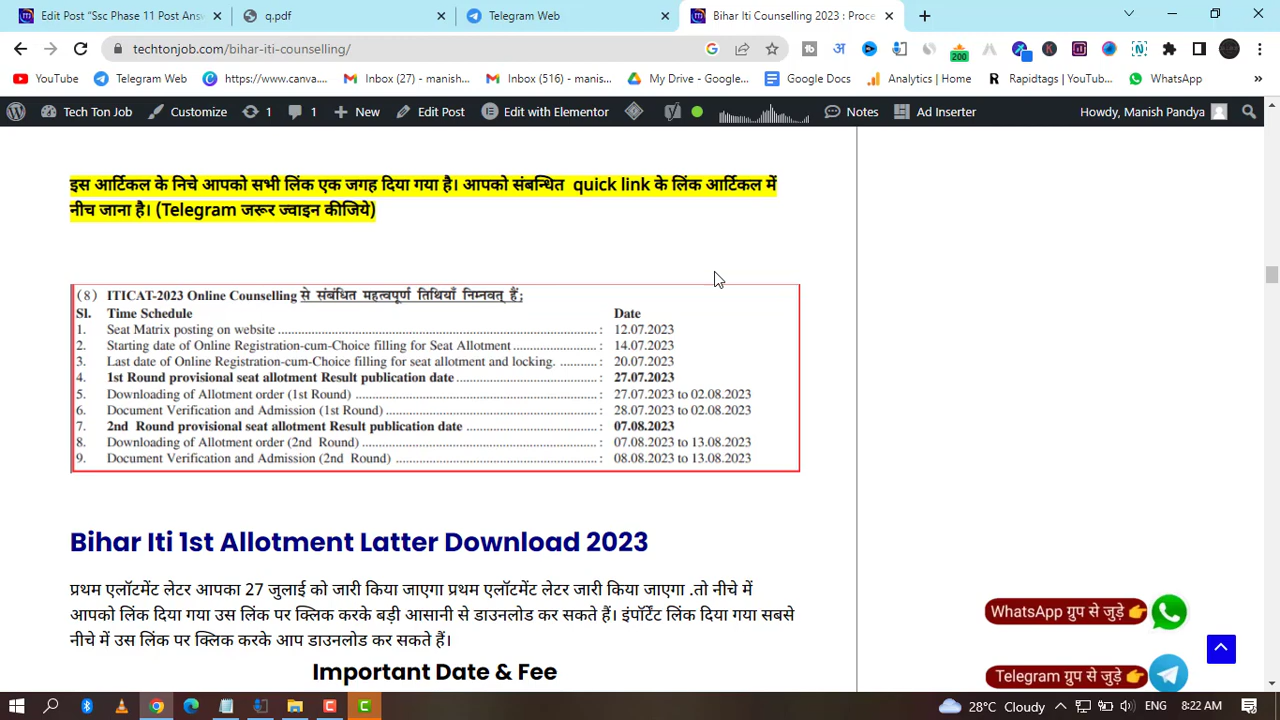 Edit Post “Ssc Phase 11 Post Ans
q.pdf
Telegram Web
Bihar Iti Counselling 2023 : Proce
techtonjob.com/bihar-iti-counselling/
200
YouTube
Telegram Web
https://www.canva....
Inbox (27) - manish...
Inbox (516) - manis...
My Drive - Google...
Google Docs
Analytics | Home
Rapidtags | YouTub...
WhatsApp
Tech Ton Job
Customize
1
1
New
Edit Post
Edit with Elementor
Notes
Ad Inserter
Howdy, Manish Pandya
इस आर्टिकल के निचे आपको सभी लिंक एक जगह दिया गया है। आपको संबन्धित quick link के लिंक आर्टिकल में
नीच जाना है। (Telegram जरूर ज्वाइन कीजिये)
(8) ITICAT-2023 Online Counselling से संबंधित महत्वपूर्ण तिथियाँ निम्नवत् हैं;
Sl. Time Schedule Date
1. Seat Matrix posting on website : 12.07.2023
2. Starting date of Online Registration-cum-Choice filling for Seat Allotment : 14.07.2023
3. Last date of Online Registration-cum-Choice filling for seat allotment and locking. : 20.07.2023
4. 1st Round provisional seat allotment Result publication date : 27.07.2023
5. Downloading of Allotment order (1st Round) : 27.07.2023 to 02.08.2023
6. Document Verification and Admission (1st Round) : 28.07.2023 to 02.08.2023
7. 2nd Round provisional seat allotment Result publication date : 07.08.2023
8. Downloading of Allotment order (2nd Round) : 07.08.2023 to 13.08.2023
9. Document Verification and Admission (2nd Round) : 08.08.2023 to 13.08.2023
Bihar Iti 1st Allotment Latter Download 2023
प्रथम एलॉटमेंट लेटर आपका 27 जुलाई को जारी किया जाएगा प्रथम एलॉटमेंट लेटर जारी किया जाएगा .तो नीचे में
आपको लिंक दिया गया उस लिंक पर क्लिक करके बड़ी आसानी से डाउनलोड कर सकते हैं। इंपॉर्टेंट लिंक दिया गया सबसे
नीचे में उस लिंक पर क्लिक करके आप डाउनलोड कर सकते हैं।
Important Date & Fee
WhatsApp ग्रुप से जुड़े
Telegram ग्रुप से जुड़े
28°C Cloudy
ENG
8:22 AM